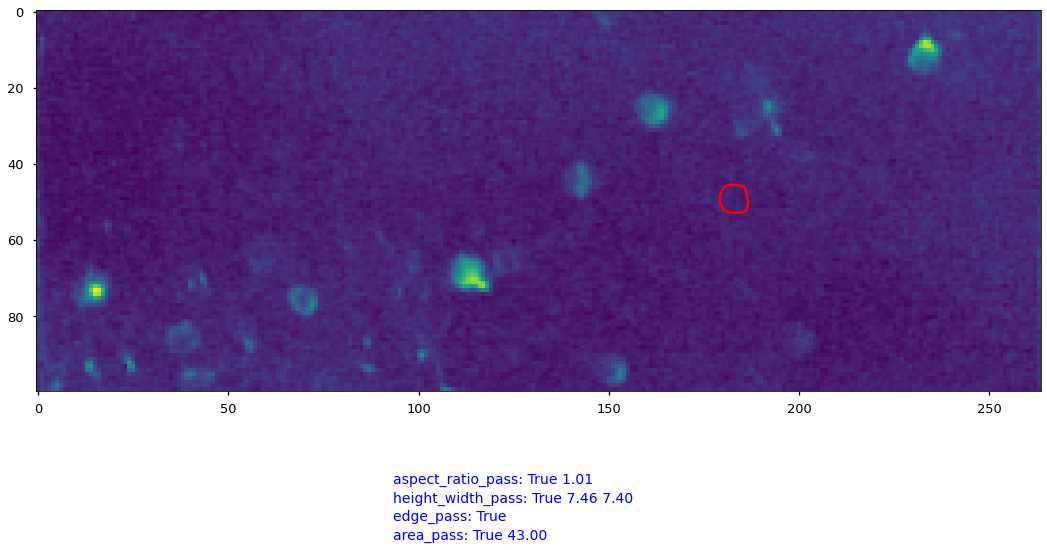 0
20
40
60
80
0 50 100 150 200 250
aspect_ratio_pass: True 1.01
height_width_pass: True 7.46 7.40
edge_pass: True
area_pass: True 43.00